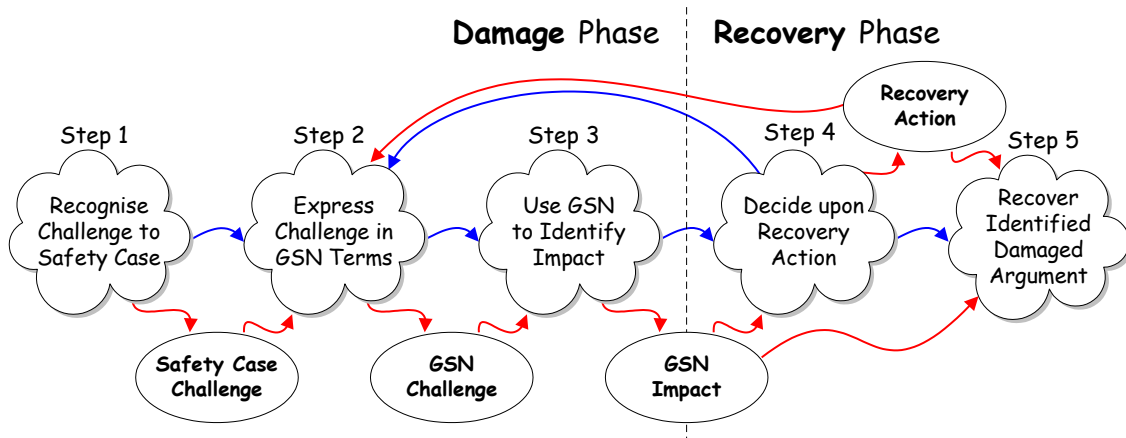 Damage Phase
Recovery Phase
Recovery
Action
Step 1
Step 2
Step 3
Step 4
Step 5
Recognise
Challenge to
Safety Case
Express
Challenge in
GSN Terms
Use GSN
to Identify
Impact
Decide upon
Recovery
Action
Recover
Identified
Damaged
Argument
Safety Case
Challenge
GSN
Challenge
GSN
Impact